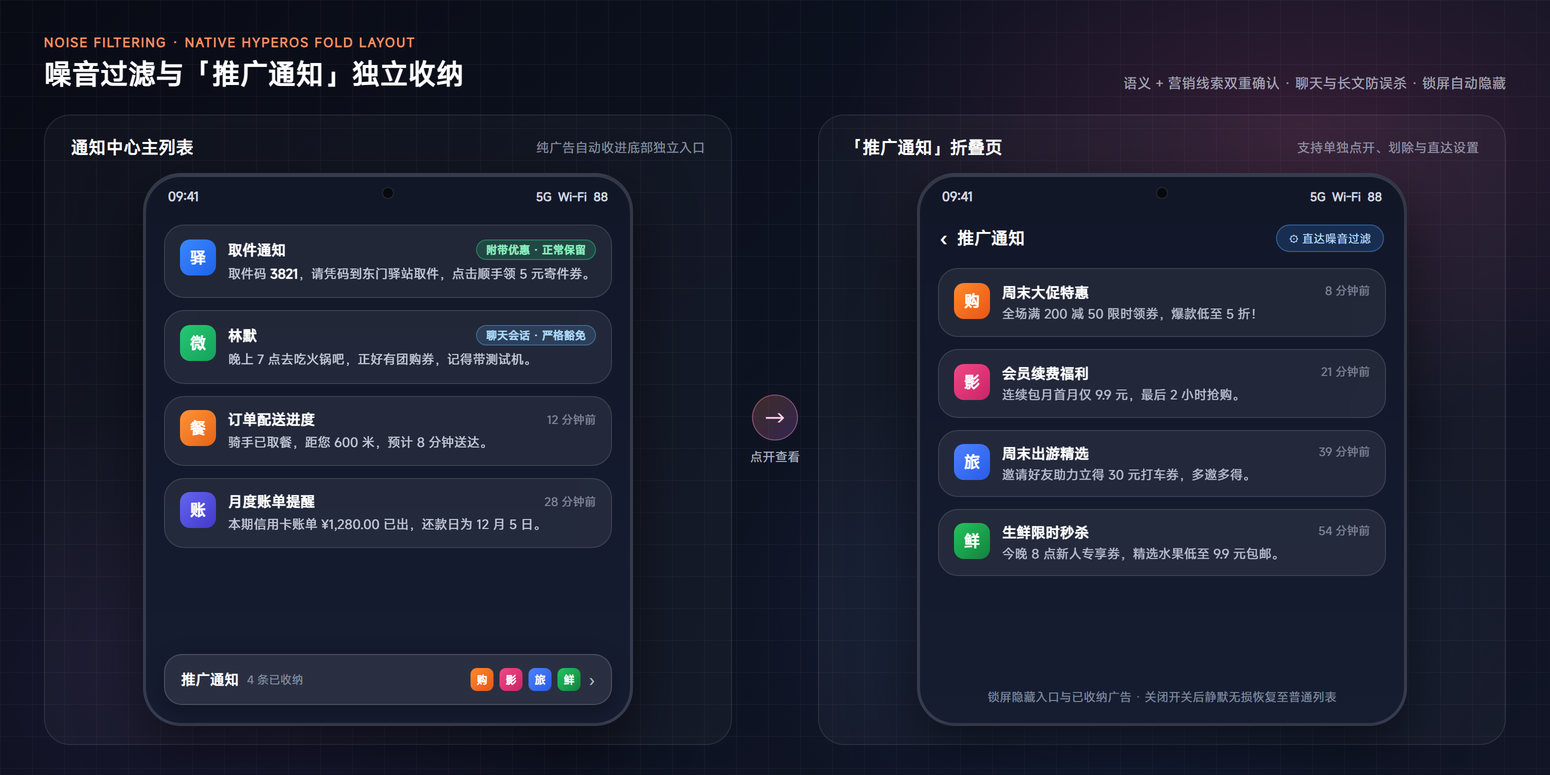 NOISE FILTERING · NATIVE HYPEROS FOLD LAYOUT
噪音过滤与「推广通知」独立收纳
语义 + 营销线索双重确认 · 聊天与长文防误杀 · 锁屏自动隐藏
通知中心主列表
纯广告自动收进底部独立入口
09:41
5G Wi-Fi 88
驿
取件通知
附带优惠 · 正常保留
取件码 3821，请凭码到东门驿站取件，点击顺手领 5 元寄件券。
微
林默
聊天会话 · 严格豁免
晚上 7 点去吃火锅吧，正好有团购券，记得带测试机。
餐
订单配送进度
12 分钟前
骑手已取餐，距您 600 米，预计 8 分钟送达。
账
月度账单提醒
28 分钟前
本期信用卡账单 ¥1,280.00 已出，还款日为 12 月 5 日。
推广通知 4 条已收纳
购 影 旅 鲜 ›
→
点开查看
「推广通知」折叠页
支持单独点开、划除与直达设置
09:41
5G Wi-Fi 88
‹ 推广通知
直达噪音过滤
购
周末大促特惠
8 分钟前
全场满 200 减 50 限时领券，爆款低至 5 折！
影
会员续费福利
21 分钟前
连续包月首月仅 9.9 元，最后 2 小时抢购。
旅
周末出游精选
39 分钟前
邀请好友助力立得 30 元打车券，多邀多得。
鲜
生鲜限时秒杀
54 分钟前
今晚 8 点新人专享券，精选水果低至 9.9 元包邮。
锁屏隐藏入口与已收纳广告 · 关闭开关后静默无损恢复至普通列表